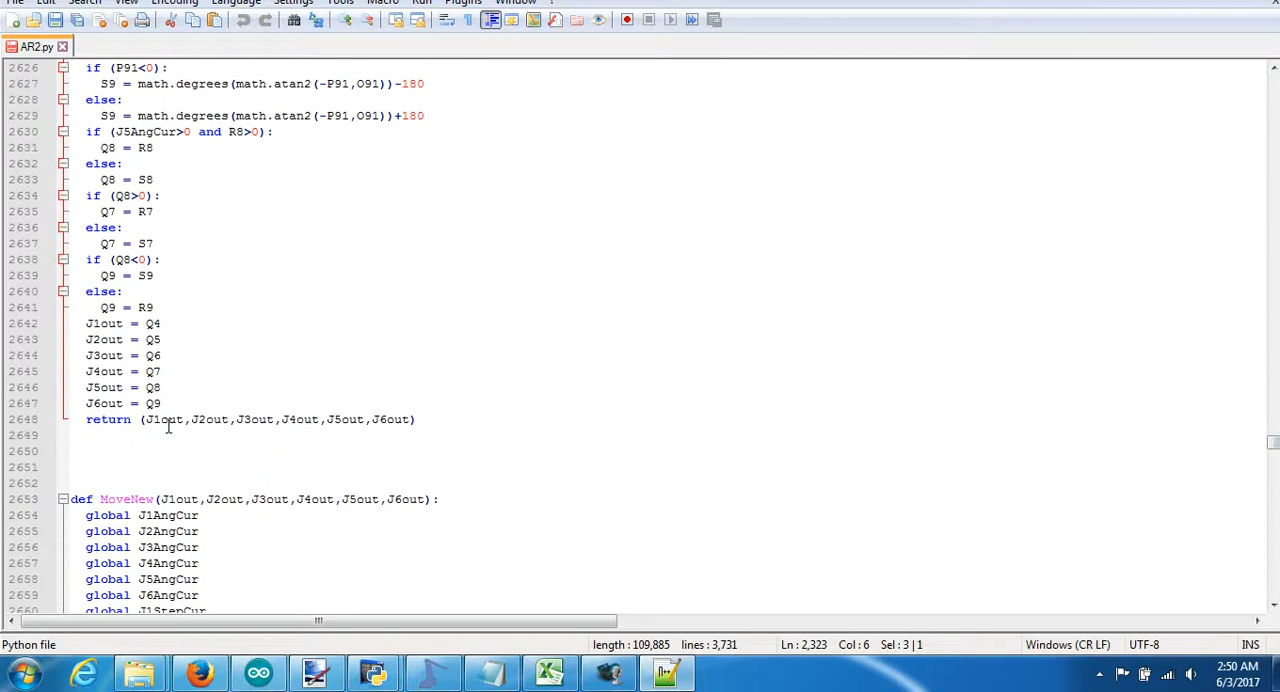 File Edit Search View Encoding Language Settings Tools Macro Run Plugins Window ?
AR2.py
2626 if (P91<0):
2627 S9 = math.degrees(math.atan2(-P91,O91))-180
2628 else:
2629 S9 = math.degrees(math.atan2(-P91,O91))+180
2630 if (J5AngCur>0 and R8>0):
2631 Q8 = R8
2632 else:
2633 Q8 = S8
2634 if (Q8>0):
2635 Q7 = R7
2636 else:
2637 Q7 = S7
2638 if (Q8<0):
2639 Q9 = S9
2640 else:
2641 Q9 = R9
2642 J1out = Q4
2643 J2out = Q5
2644 J3out = Q6
2645 J4out = Q7
2646 J5out = Q8
2647 J6out = Q9
2648 return (J1out,J2out,J3out,J4out,J5out,J6out)
2649
2650
2651
2652
2653 def MoveNew(J1out,J2out,J3out,J4out,J5out,J6out):
2654 global J1AngCur
2655 global J2AngCur
2656 global J3AngCur
2657 global J4AngCur
2658 global J5AngCur
2659 global J6AngCur
2660 global J1StepCur
Python file length : 109,885 lines : 3,731 Ln : 2,323 Col : 6 Sel : 3 | 1 Windows (CR LF) UTF-8 INS
2:50 AM
6/3/2017